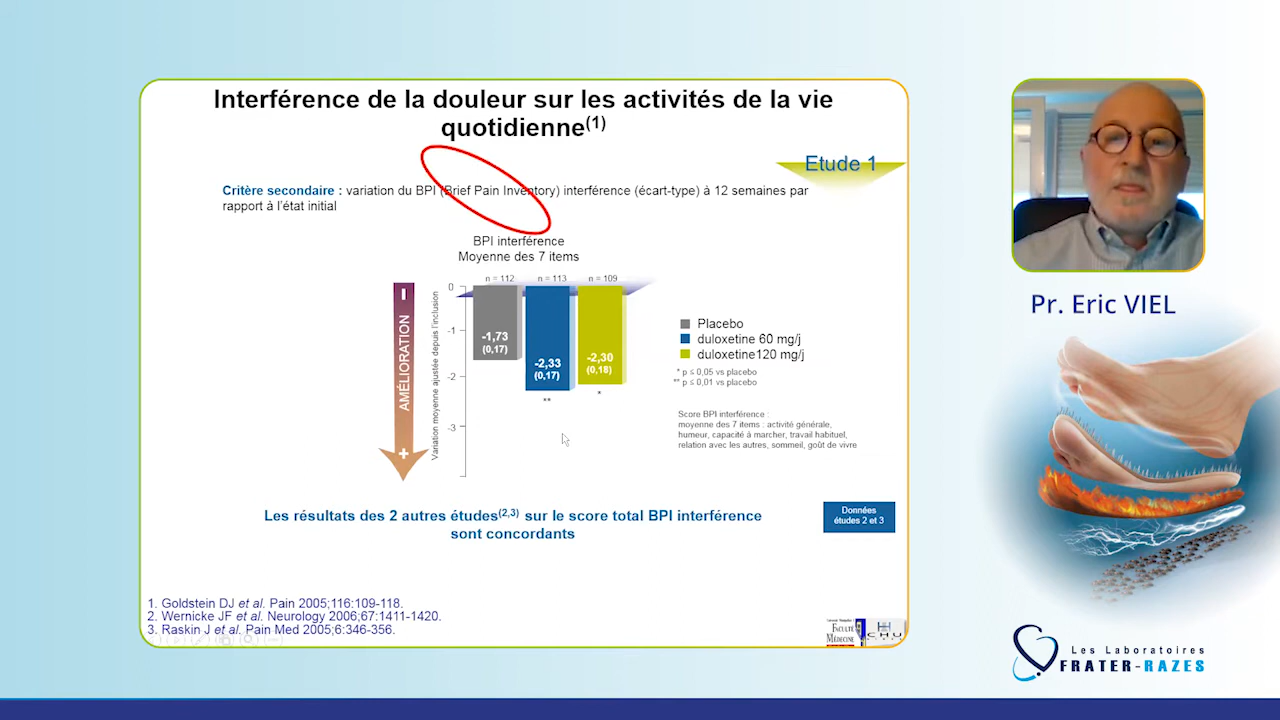 Interférence de la douleur sur les activités de la vie
quotidienne(1)
Etude 1
Critère secondaire : variation du BPI (Brief Pain Inventory) interférence (écart-type) à 12 semaines par
rapport à l'état initial
BPI interférence
Moyenne des 7 items
n = 112 n = 113 n = 109
AMÉLIORATION
Variation moyenne ajustée depuis l'inclusion
0
-1
-2
-3
-1,73
(0,17)
-2,33
(0,17)
-2,30
(0,18)
**
*
Placebo
duloxetine 60 mg/j
duloxetine120 mg/j
* p ≤ 0,05 vs placebo
** p ≤ 0,01 vs placebo
Score BPI interférence :
moyenne des 7 items : activité générale,
humeur, capacité à marcher, travail habituel,
relation avec les autres, sommeil, goût de vivre
Les résultats des 2 autres études(2,3) sur le score total BPI interférence
sont concordants
Données
études 2 et 3
1. Goldstein DJ et al. Pain 2005;116:109-118.
2. Wernicke JF et al. Neurology 2006;67:1411-1420.
3. Raskin J et al. Pain Med 2005;6:346-356.
FACULTÉ
MÉDECINE
CHU
Pr. Eric VIEL
Les Laboratoires
FRATER-RAZES